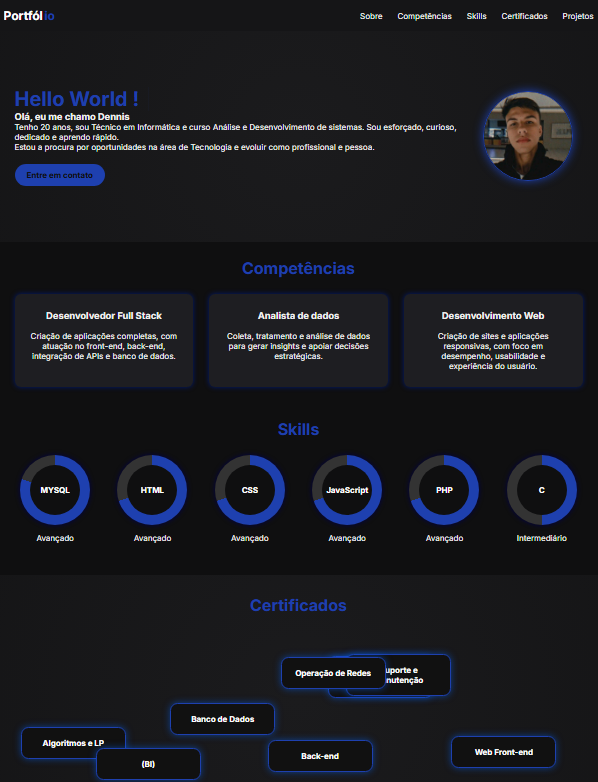 Portfólio
Sobre Competências Skills Certificados Projetos
Hello World !
Olá, eu me chamo Dennis
Tenho 20 anos, sou Técnico em Informática e curso Análise e Desenvolvimento de sistemas. Sou esforçado, curioso,
dedicado e aprendo rápido.
Estou a procura por oportunidades na área de Tecnologia e evoluir como profissional e pessoa.
Entre em contato
Competências
Desenvolvedor Full Stack
Criação de aplicações completas, com
atuação no front-end, back-end,
integração de APIs e banco de dados.
Analista de dados
Coleta, tratamento e análise de dados
para gerar insights e apoiar decisões
estratégicas.
Desenvolvimento Web
Criação de sites e aplicações
responsivas, com foco em
desempenho, usabilidade e
experiência do usuário.
Skills
MYSQL HTML CSS JavaScript PHP C
Avançado Avançado Avançado Avançado Avançado Intermediário
Certificados
Operação de Redes
uporte e
nutenção
Banco de Dados
Algoritmos e LP
(BI)
Back-end
Web Front-end